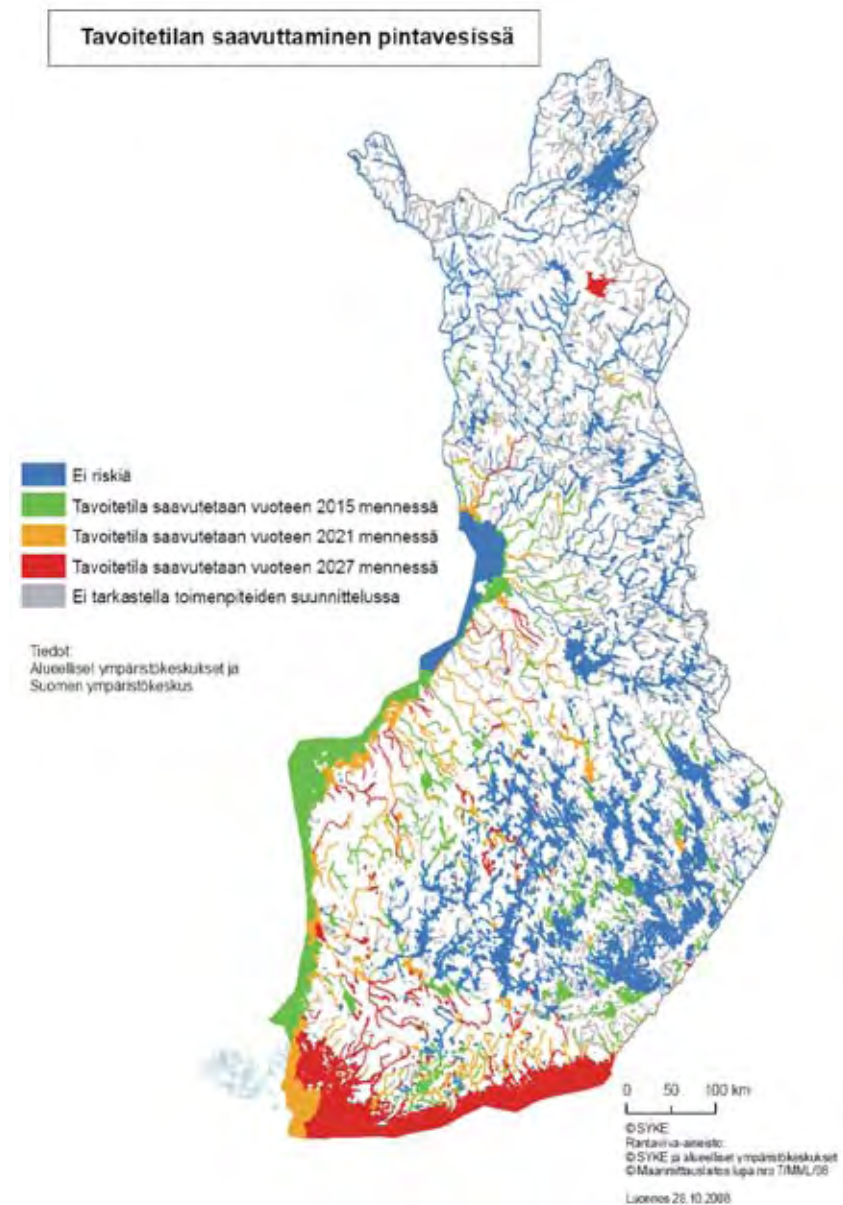 Tavoitetilan saavuttaminen pintavesissä
Ei riskiä
Tavoitetila saavutetaan vuoteen 2015 mennessä
Tavoitetila saavutetaan vuoteen 2021 mennessä
Tavoitetila saavutetaan vuoteen 2027 mennessä
Ei tarkastella toimenpiteiden suunnittelussa
Tiedot:
Alueelliset ympäristökeskukset ja
Suomen ympäristökeskus
0 50 100 km
©SYKE
Rantaviiva-aineisto:
©SYKE ja alueelliset ympäristökeskukset
©Maanmittauslaitos lupa nro 7/MML/08
Luonnos 28.10.2008